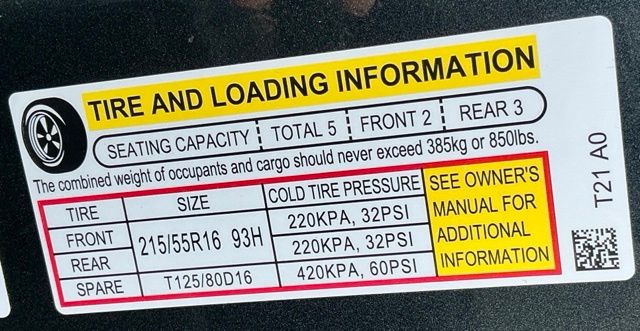 TIRE AND LOADING INFORMATION
SEATING CAPACITY TOTAL 5 FRONT 2 REAR 3
The combined weight of occupants and cargo should never exceed 385kg or 850lbs.
TIRE SIZE COLD TIRE PRESSURE
FRONT 215/55R16 93H 220KPA, 32PSI
REAR 220KPA, 32PSI
SPARE T125/80D16 420KPA, 60PSI
SEE OWNER'S
MANUAL FOR
ADDITIONAL
INFORMATION
T21 A0